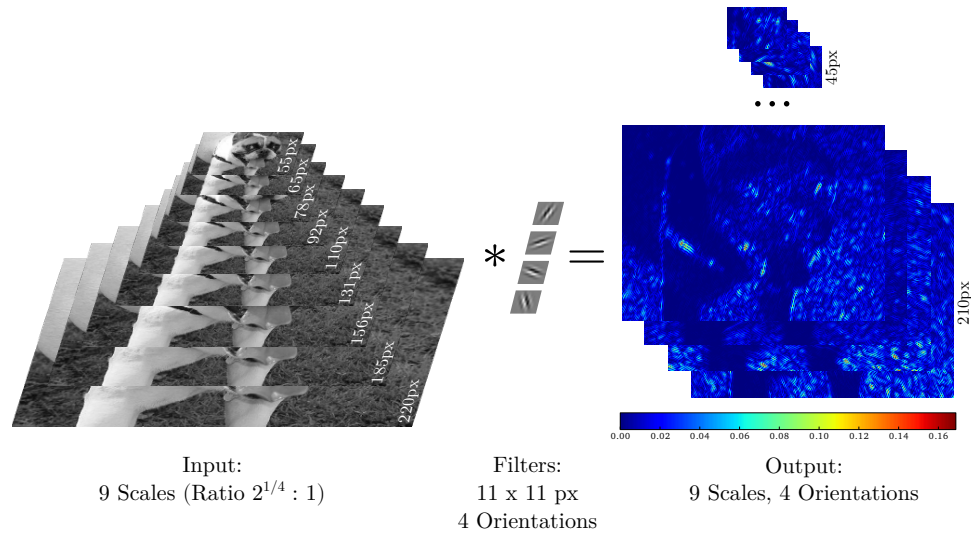 45px
• • •
55px
65px
78px
92px
110px
131px
156px
185px
220px
*
=
210px
0.00 0.02 0.04 0.06 0.08 0.10 0.12 0.14 0.16
Input:
9 Scales (Ratio 2^{1/4} : 1)
Filters:
11 x 11 px
4 Orientations
Output:
9 Scales, 4 Orientations